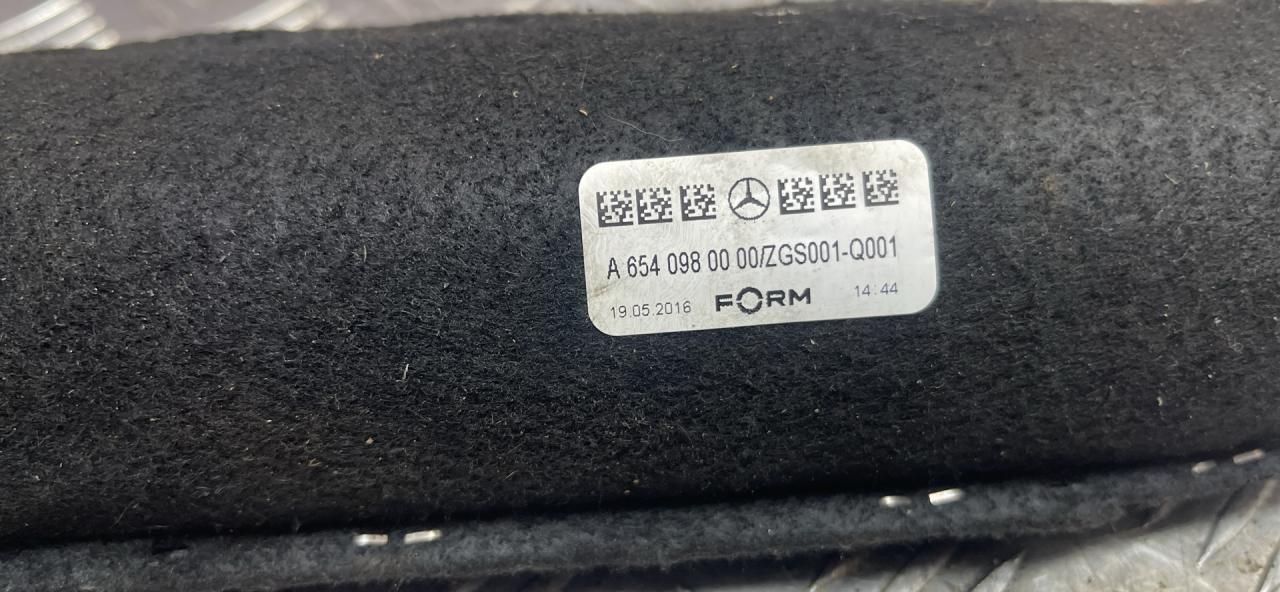 A 654 098 00 00/ZGS001-Q001
19.05.2016 FORM 14:44